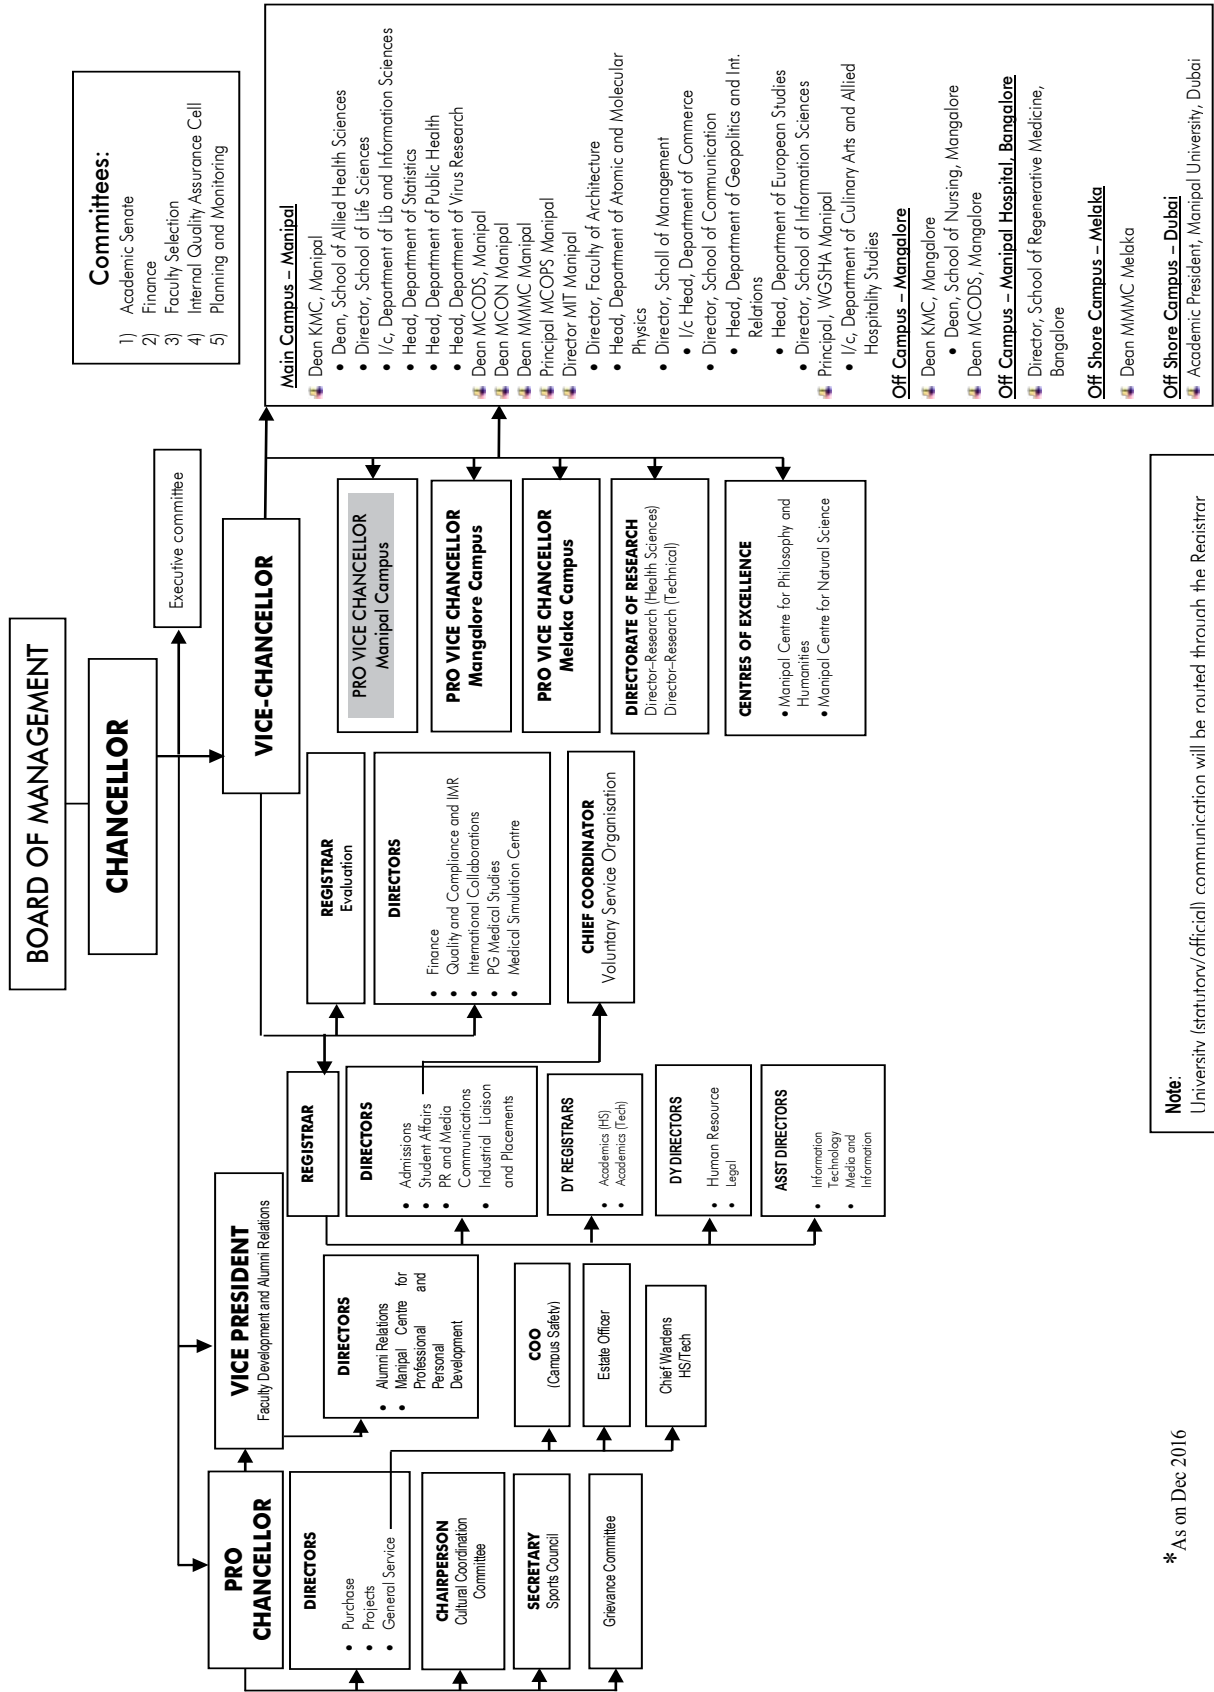 BOARD OF MANAGEMENT
CHANCELLOR
Executive committee
Committees:
1) Academic Senate
2) Finance
3) Faculty Selection
4) Internal Quality Assurance Cell
5) Planning and Monitoring
PRO
CHANCELLOR
DIRECTORS
• Purchase
• Projects
• General Service
CHAIRPERSON
Cultural Coordination
Committee
SECRETARY
Sports Council
Grievance Committee
VICE PRESIDENT
Faculty Development and Alumni Relations
DIRECTORS
• Alumni Relations
• Manipal Centre for
Professional and
Personal
Development
COO
(Campus Safety)
Estate Officer
Chief Wardens
HS/Tech
VICE-CHANCELLOR
REGISTRAR
DIRECTORS
• Admissions
• Student Affairs
• PR and Media
Communications
• Industrial Liaison
and Placements
DY REGISTRARS
• Academics (HS)
• Academics (Tech)
DY DIRECTORS
• Human Resource
• Legal
ASST DIRECTORS
• Information
Technology
• Media and
Information
REGISTRAR
Evaluation
DIRECTORS
• Finance
• Quality and Compliance and IMR
• International Collaborations
• PG Medical Studies
• Medical Simulation Centre
CHIEF COORDINATOR
Voluntary Service Organisation
PRO VICE CHANCELLOR
Manipal Campus
PRO VICE CHANCELLOR
Mangalore Campus
PRO VICE CHANCELLOR
Melaka Campus
DIRECTORATE OF RESEARCH
Director–Research (Health Sciences)
Director–Research (Technical)
CENTRES OF EXCELLENCE
• Manipal Centre for Philosophy and
Humanities
• Manipal Centre for Natural Science
Main Campus – Manipal
Dean KMC, Manipal
• Dean, School of Allied Health Sciences
• Director, School of Life Sciences
• I/c, Department of Lib and Information Sciences
• Head, Department of Statistics
• Head, Department of Public Health
• Head, Department of Virus Research
Dean MCODS, Manipal
Dean MCON Manipal
Dean MMMC Manipal
Principal MCOPS Manipal
Director MIT Manipal
• Director, Faculty of Architecture
• Head, Department of Atomic and Molecular
Physics
• Director, Scholl of Management
• I/c Head, Department of Commerce
• Director, School of Communication
• Head, Department of Geopolitics and Int.
Relations
• Head, Department of European Studies
• Director, School of Information Sciences
Principal, WGSHA Manipal
• I/c, Department of Culinary Arts and Allied
Hospitality Studies
Off Campus – Mangalore
Dean KMC, Mangalore
• Dean, School of Nursing, Mangalore
Dean MCODS, Mangalore
Off Campus – Manipal Hospital, Bangalore
Director, School of Regenerative Medicine,
Bangalore
Off Shore Campus – Melaka
Dean MMMC Melaka
Off Shore Campus – Dubai
Academic President, Manipal University, Dubai
Note:
University (statutory/official) communication will be routed through the Registrar
*As on Dec 2016